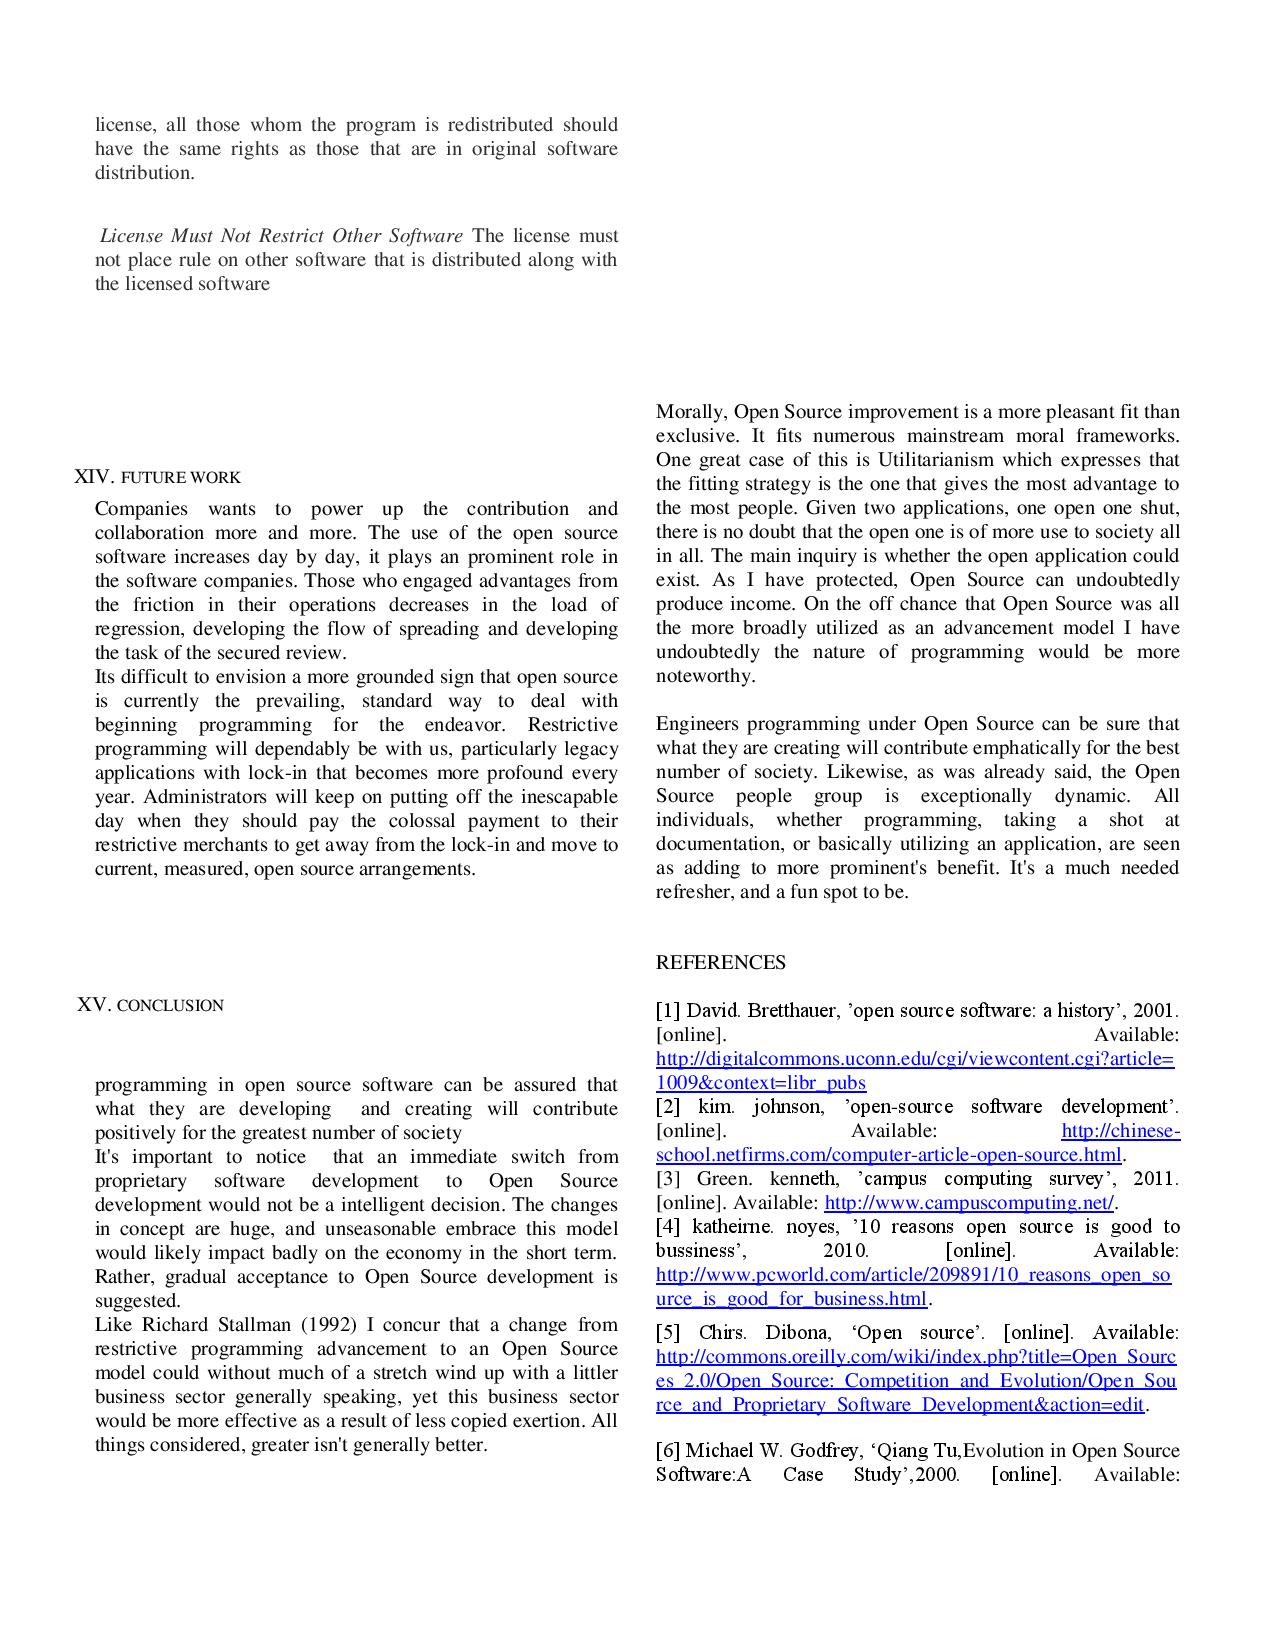 license, all those whom the program is redistributed should
have the same rights as those that are in original software
distribution.
License Must Not Restrict Other Software The license must
not place rule on other software that is distributed along with
the licensed software
XIV. FUTURE WORK
Companies wants to power up the contribution and
collaboration more and more. The use of the open source
software increases day by day, it plays an prominent role in
the software companies. Those who engaged advantages from
the friction in their operations decreases in the load of
regression, developing the flow of spreading and developing
the task of the secured review.
Its difficult to envision a more grounded sign that open source
is currently the prevailing, standard way to deal with
beginning programming for the endeavor. Restrictive
programming will dependably be with us, particularly legacy
applications with lock-in that becomes more profound every
year. Administrators will keep on putting off the inescapable
day when they should pay the colossal payment to their
restrictive merchants to get away from the lock-in and move to
current, measured, open source arrangements.
XV. CONCLUSION
programming in open source software can be assured that
what they are developing and creating will contribute
positively for the greatest number of society
It's important to notice that an immediate switch from
proprietary software development to Open Source
development would not be a intelligent decision. The changes
in concept are huge, and unseasonable embrace this model
would likely impact badly on the economy in the short term.
Rather, gradual acceptance to Open Source development is
suggested.
Like Richard Stallman (1992) I concur that a change from
restrictive programming advancement to an Open Source
model could without much of a stretch wind up with a littler
business sector generally speaking, yet this business sector
would be more effective as a result of less copied exertion. All
things considered, greater isn't generally better.
Morally, Open Source improvement is a more pleasant fit than
exclusive. It fits numerous mainstream moral frameworks.
One great case of this is Utilitarianism which expresses that
the fitting strategy is the one that gives the most advantage to
the most people. Given two applications, one open one shut,
there is no doubt that the open one is of more use to society all
in all. The main inquiry is whether the open application could
exist. As I have protected, Open Source can undoubtedly
produce income. On the off chance that Open Source was all
the more broadly utilized as an advancement model I have
undoubtedly the nature of programming would be more
noteworthy.
Engineers programming under Open Source can be sure that
what they are creating will contribute emphatically for the best
number of society. Likewise, as was already said, the Open
Source people group is exceptionally dynamic. All
individuals, whether programming, taking a shot at
documentation, or basically utilizing an application, are seen
as adding to more prominent's benefit. It's a much needed
refresher, and a fun spot to be.
REFERENCES
[1] David. Bretthauer, ’open source software: a history’, 2001.
[online]. Available:
http://digitalcommons.uconn.edu/cgi/viewcontent.cgi?article=
1009&context=libr_pubs
[2] kim. johnson, ’open-source software development’.
[online]. Available: http://chinese-
school.netfirms.com/computer-article-open-source.html.
[3] Green. kenneth, ’campus computing survey’, 2011.
[online]. Available: http://www.campuscomputing.net/.
[4] katheirne. noyes, ’10 reasons open source is good to
bussiness’, 2010. [online]. Available:
http://www.pcworld.com/article/209891/10_reasons_open_so
urce_is_good_for_business.html.
[5] Chirs. Dibona, ‘Open source’. [online]. Available:
http://commons.oreilly.com/wiki/index.php?title=Open_Sourc
es_2.0/Open_Source:_Competition_and_Evolution/Open_Sou
rce_and_Proprietary_Software_Development&action=edit.
[6] Michael W. Godfrey, ‘Qiang Tu,Evolution in Open Source
Software:A Case Study’,2000. [online]. Available: